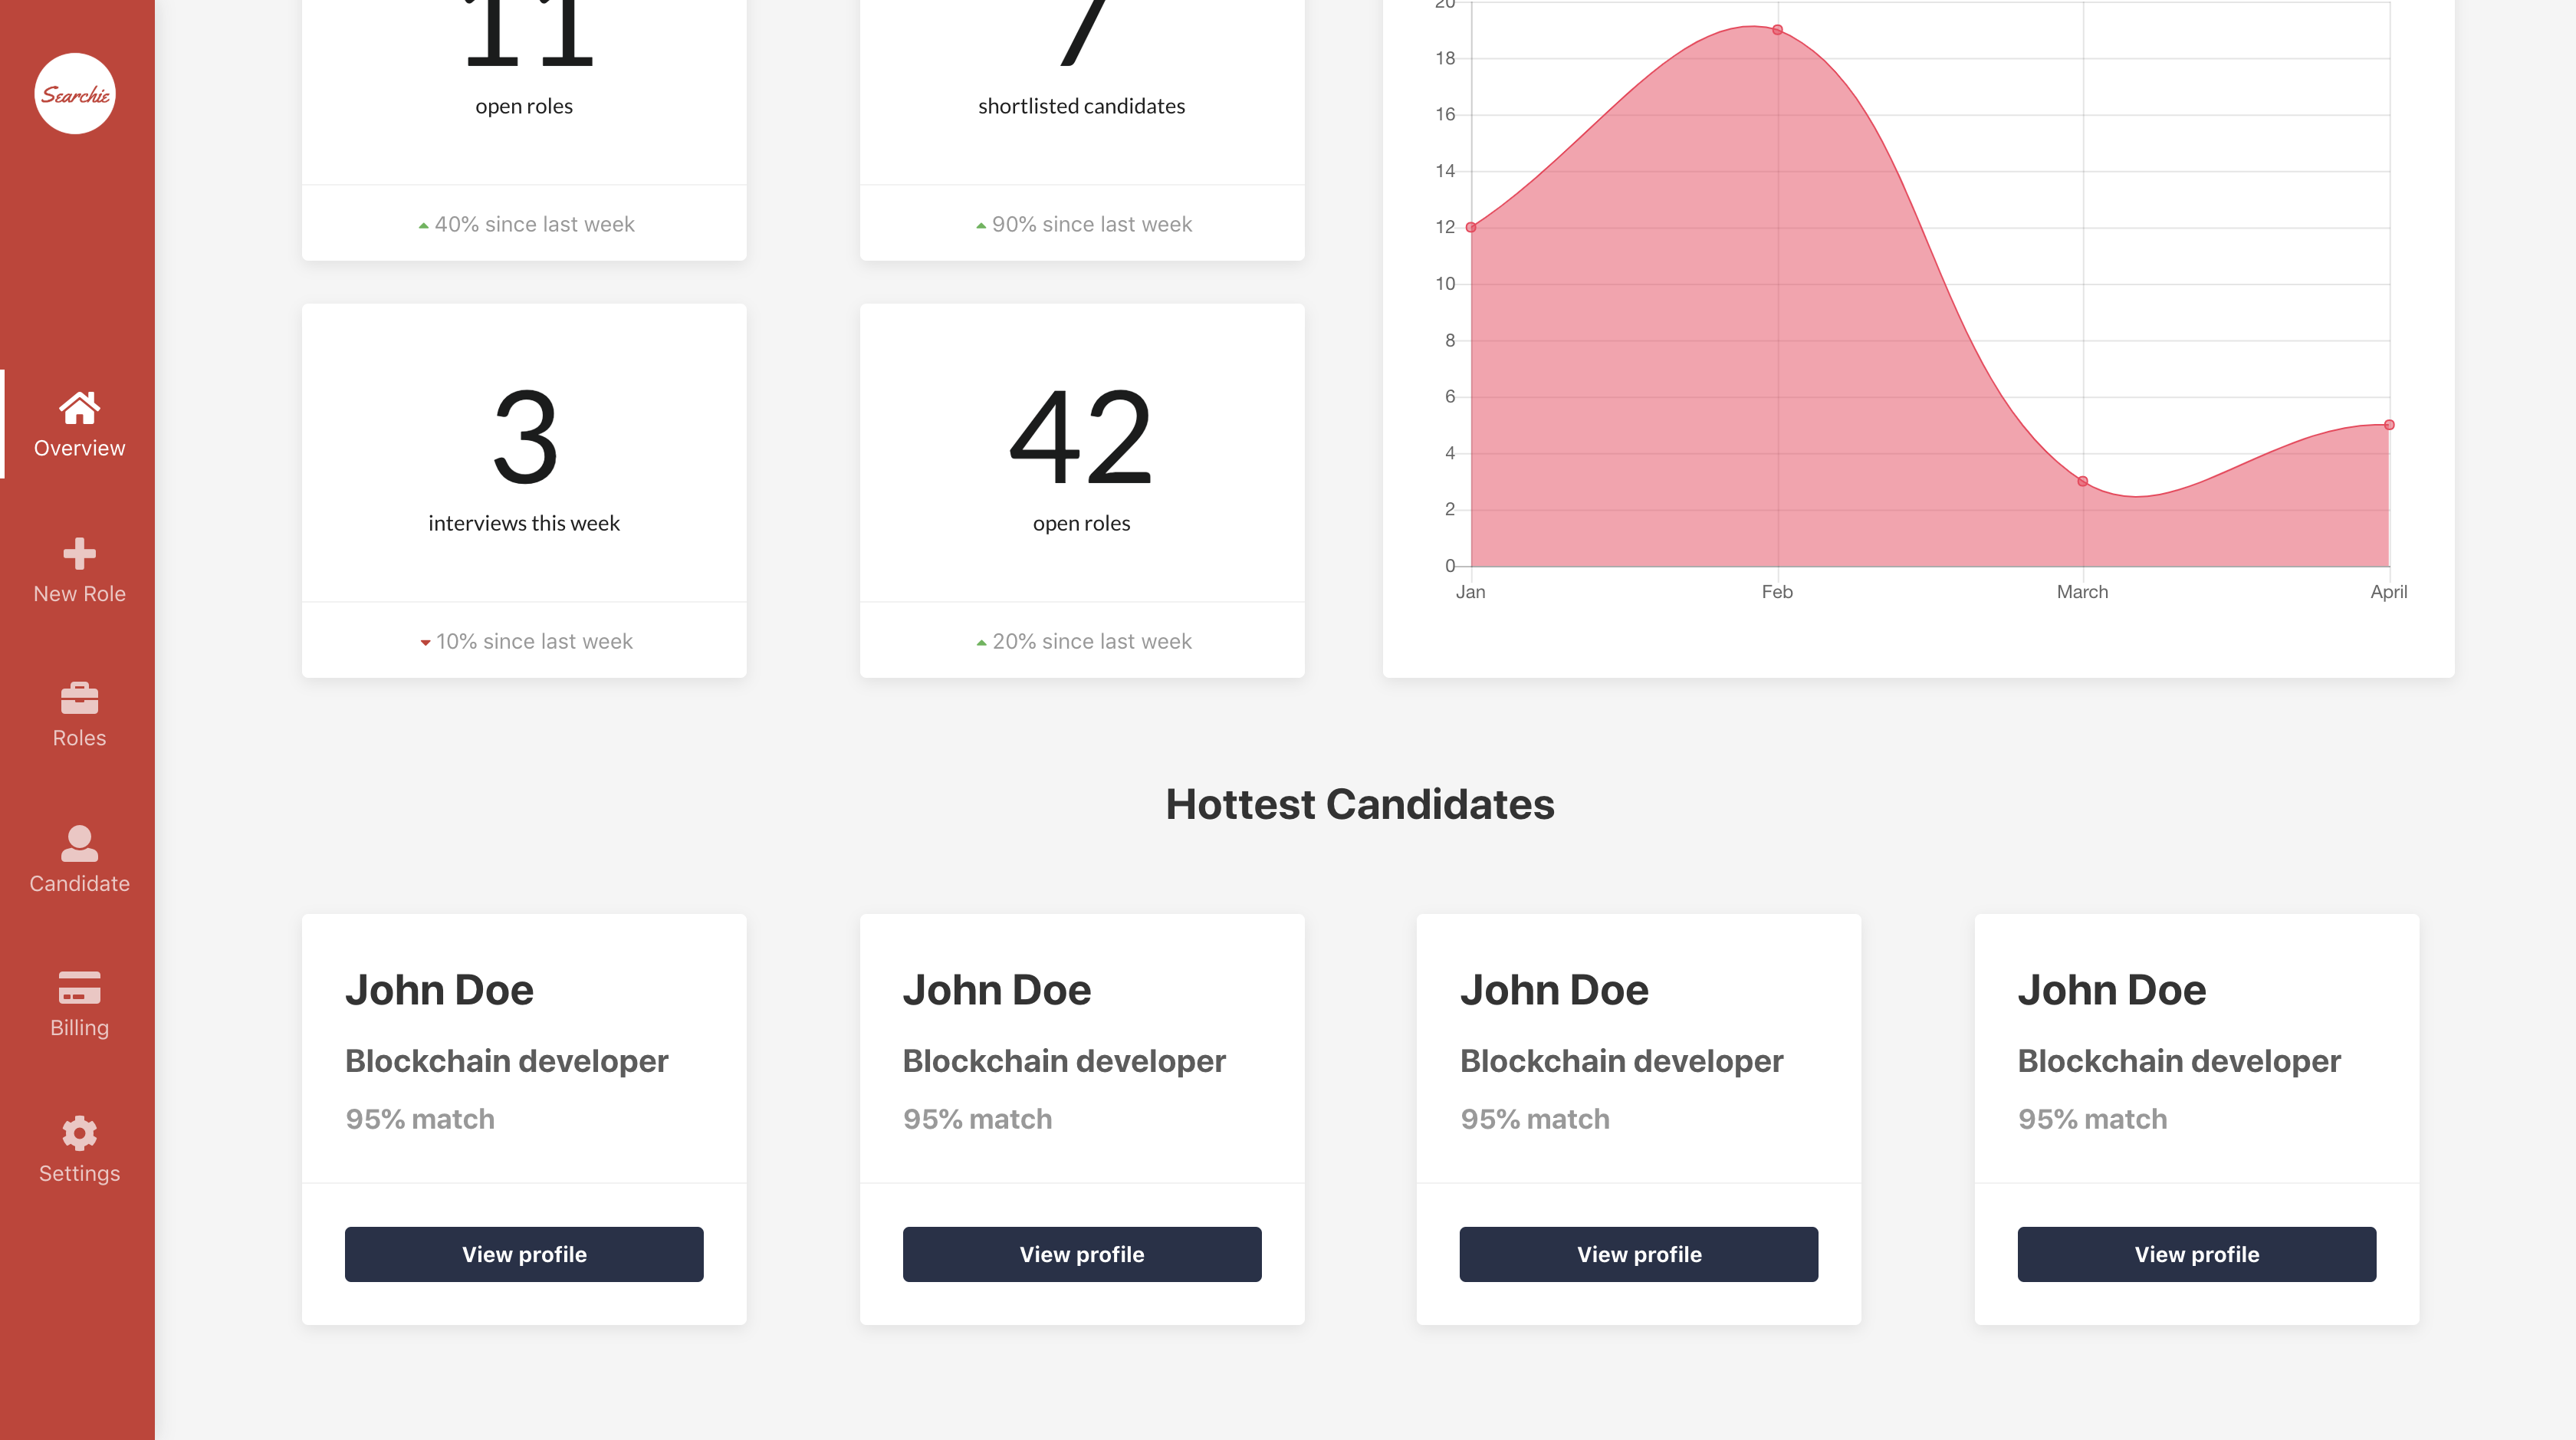 Searchie
Overview
New Role
Roles
Candidate
Billing
Settings
11
open roles
40% since last week
7
shortlisted candidates
90% since last week
3
interviews this week
10% since last week
42
open roles
20% since last week
20
18
16
14
12
10
8
6
4
2
0
Jan Feb March April
Hottest Candidates
John Doe
Blockchain developer
95% match
View profile
John Doe
Blockchain developer
95% match
View profile
John Doe
Blockchain developer
95% match
View profile
John Doe
Blockchain developer
95% match
View profile